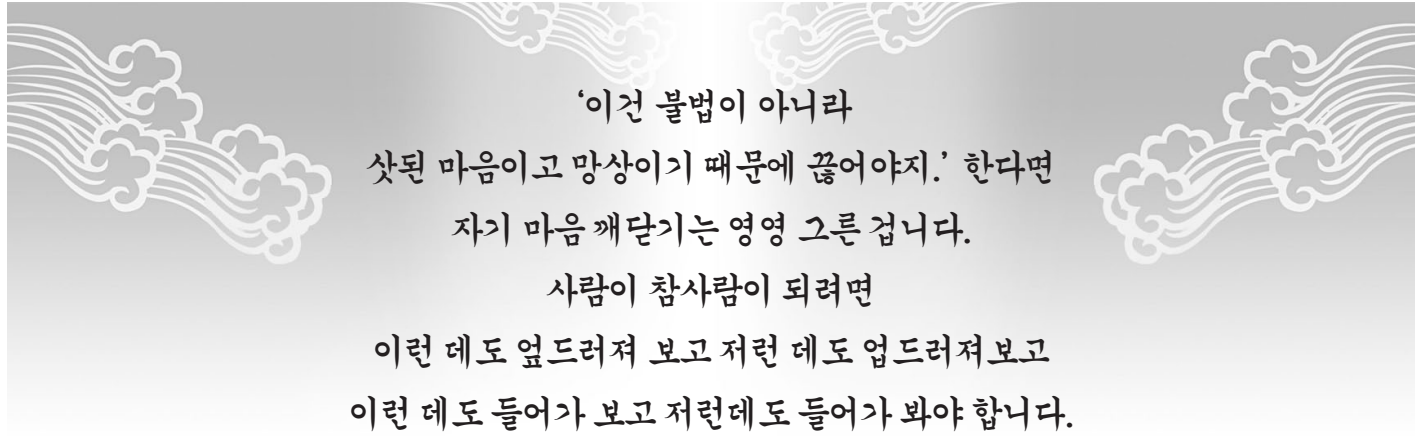 ‘이건 불법이 아니라
삿된 마음이고 망상이기 때문에 끊어야지.’ 한다면
자기 마음 깨닫기는 영영 그른 겁니다.
사람이 참사람이 되려면
이런 데도 엎드러져 보고 저런 데도 업드러져 보고
이런 데도 들어가 보고 저런데도 들어가 봐야 합니다.